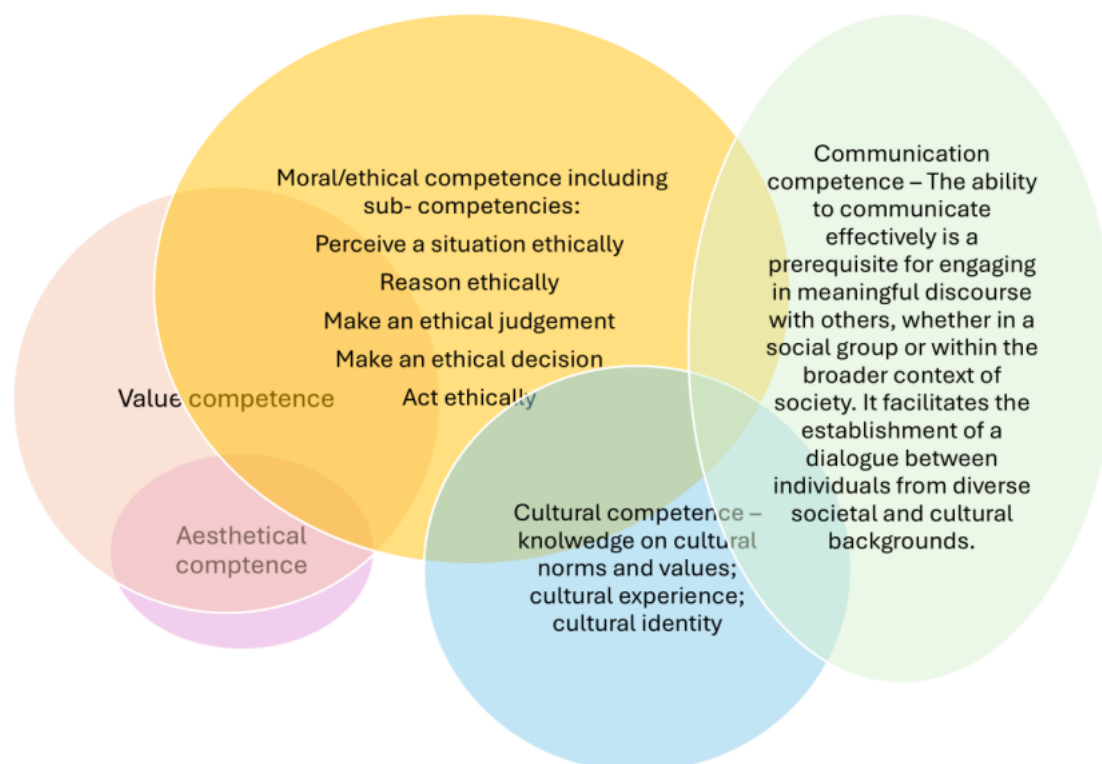 Moral/ethical competence including
sub- competencies:
Perceive a situation ethically
Reason ethically
Make an ethical judgement
Make an ethical decision
Act ethically
Value competence
Aesthetical
comptence
Cultural competence –
knolwedge on cultural
norms and values;
cultural experience;
cultural identity
Communication
competence – The ability
to communicate
effectively is a
prerequisite for engaging
in meaningful discourse
with others, whether in a
social group or within the
broader context of
society. It facilitates the
establishment of a
dialogue between
individuals from diverse
societal and cultural
backgrounds.